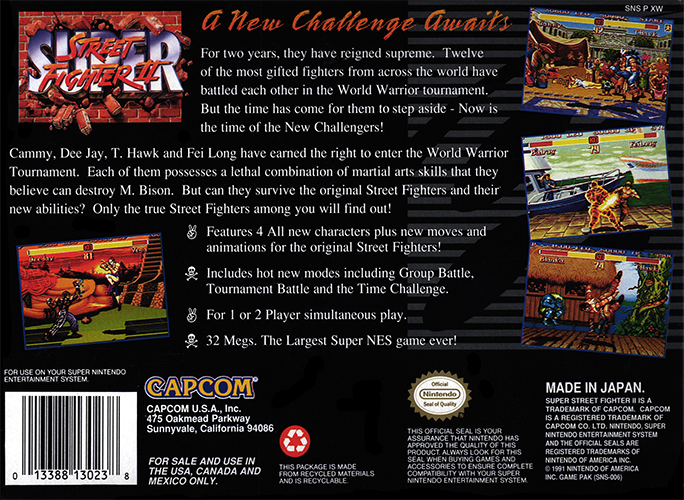 SNS P XW
SUPER
STREET
FIGHTER II
A New Challenge Awaits
For two years, they have reigned supreme. Twelve
of the most gifted fighters from across the world have
battled each other in the World Warrior tournament.
But the time has come for them to step aside - Now is
the time of the New Challengers!
Cammy, Dee Jay, T. Hawk and Fei Long have earned the right to enter the World Warrior
Tournament. Each of them possesses a lethal combination of martial arts skills that they
believe can destroy M. Bison. But can they survive the original Street Fighters and their
new abilities? Only the true Street Fighters among you will find out!
Features 4 All new characters plus new moves and
animations for the original Street Fighters!
Includes hot new modes including Group Battle,
Tournament Battle and the Time Challenge.
For 1 or 2 Player simultaneous play.
32 Megs. The Largest Super NES game ever!
FOR USE ON YOUR SUPER NINTENDO
ENTERTAINMENT SYSTEM.
0 13388 13023 8
CAPCOM
CAPCOM U.S.A., Inc.
475 Oakmead Parkway
Sunnyvale, California 94086
FOR SALE AND USE IN
THE USA, CANADA AND
MEXICO ONLY.
THIS PACKAGE IS MADE
FROM RECYCLED MATERIALS
AND IS RECYCLABLE.
Official
Nintendo
Seal of Quality
THIS OFFICIAL SEAL IS YOUR
ASSURANCE THAT NINTENDO HAS
APPROVED THE QUALITY OF THIS
PRODUCT. ALWAYS LOOK FOR THIS
SEAL WHEN BUYING GAMES AND
ACCESSORIES TO ENSURE COMPLETE
COMPATIBILITY WITH YOUR SUPER
NINTENDO ENTERTAINMENT SYSTEM.
MADE IN JAPAN.
SUPER STREET FIGHTER II IS A
TRADEMARK OF CAPCOM. CAPCOM
IS A REGISTERED TRADEMARK OF
CAPCOM CO. LTD. NINTENDO, SUPER
NINTENDO ENTERTAINMENT SYSTEM
AND THE OFFICIAL SEALS ARE
REGISTERED TRADEMARKS OF
NINTENDO OF AMERICA INC.
© 1991 NINTENDO OF AMERICA
INC. GAME PAK (SNS-006)